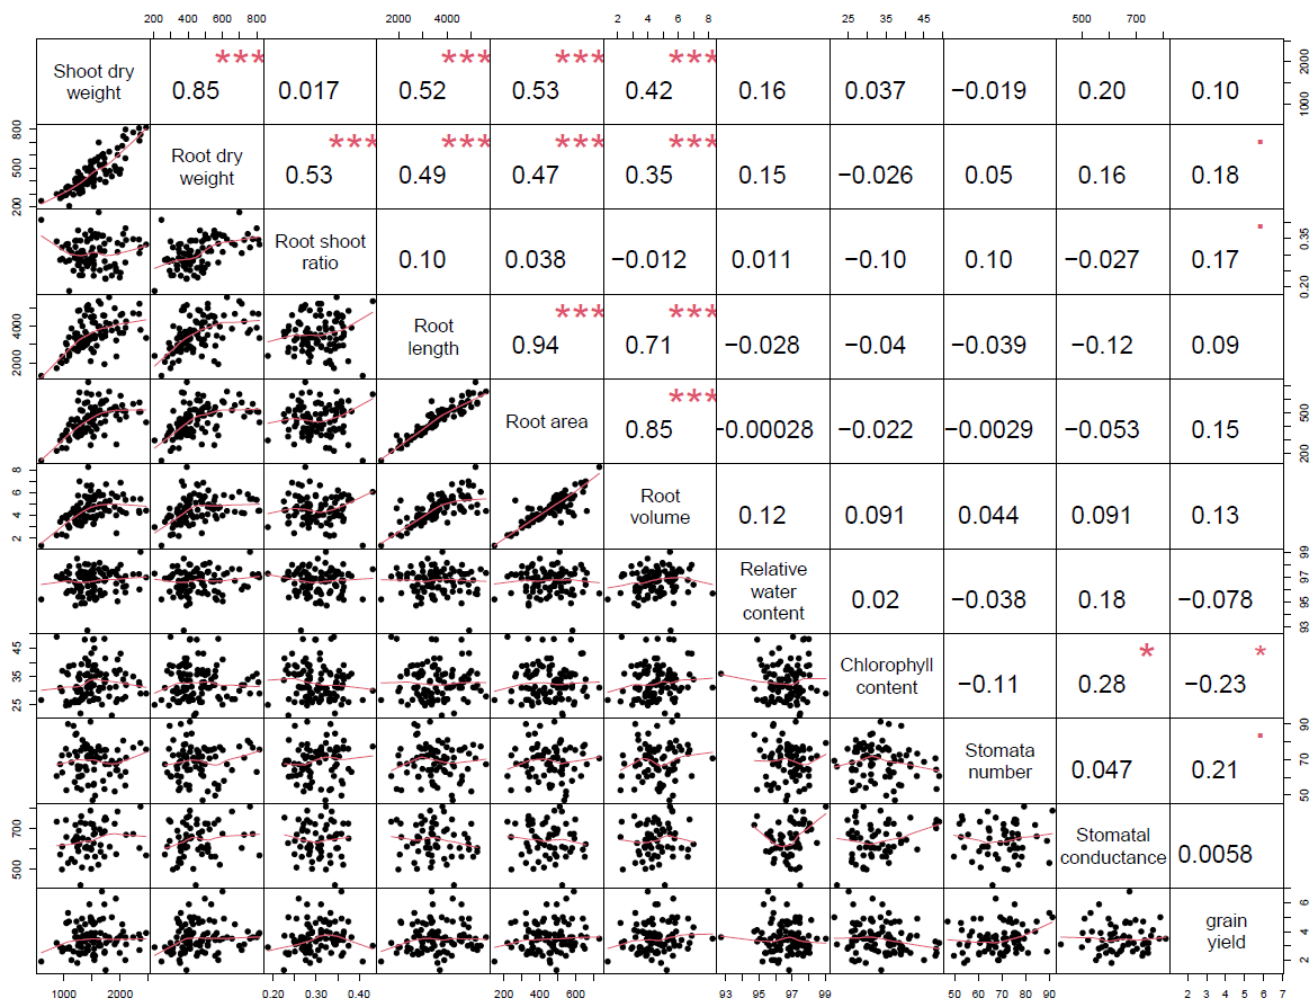 200 400 600 800 2000 4000 2 4 6 8 25 35 45 500 700
Shoot dry
weight
*** *** *** ***
0.85 0.017 0.52 0.53 0.42 0.16 0.037 −0.019 0.20 0.10
1000 2000
200 500 800
Root dry
weight
*** *** *** *** .
0.53 0.49 0.47 0.35 0.15 −0.026 0.05 0.16 0.18
Root shoot
ratio
.
0.10 0.038 −0.012 0.011 −0.10 0.10 −0.027 0.17
0.20 0.35
2000 4000
Root
length
*** ***
0.94 0.71 −0.028 −0.04 −0.039 −0.12 0.09
Root area
***
0.85 −0.00028 −0.022 −0.0029 −0.053 0.15
200 500
2 4 6 8
Root
volume
0.12 0.091 0.044 0.091 0.13
Relative
water
content
0.02 −0.038 0.18 −0.078
93 95 97 99
25 35 45
Chlorophyll
content
* *
−0.11 0.28 −0.23
Stomata
number
.
0.047 0.21
50 70 90
500 700
Stomatal
conductance
0.0058
grain
yield
2 4 6
1000 2000 0.20 0.30 0.40 200 400 600 93 95 97 99 50 60 70 80 90 1 2 3 4 5 6 7